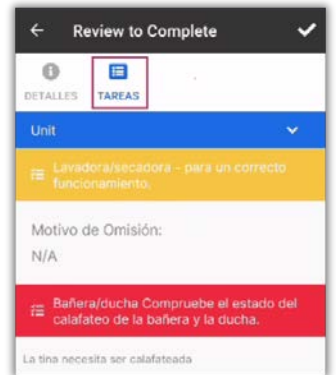 Review to Complete
DETALLES
TAREAS
Unit
Lavadora/secadora - para un correcto
funcionamiento.
Motivo de Omisión:
N/A
Bañera/ducha Compruebe el estado del
calafateo de la bañera y la ducha.
La tina necesita ser calafateada